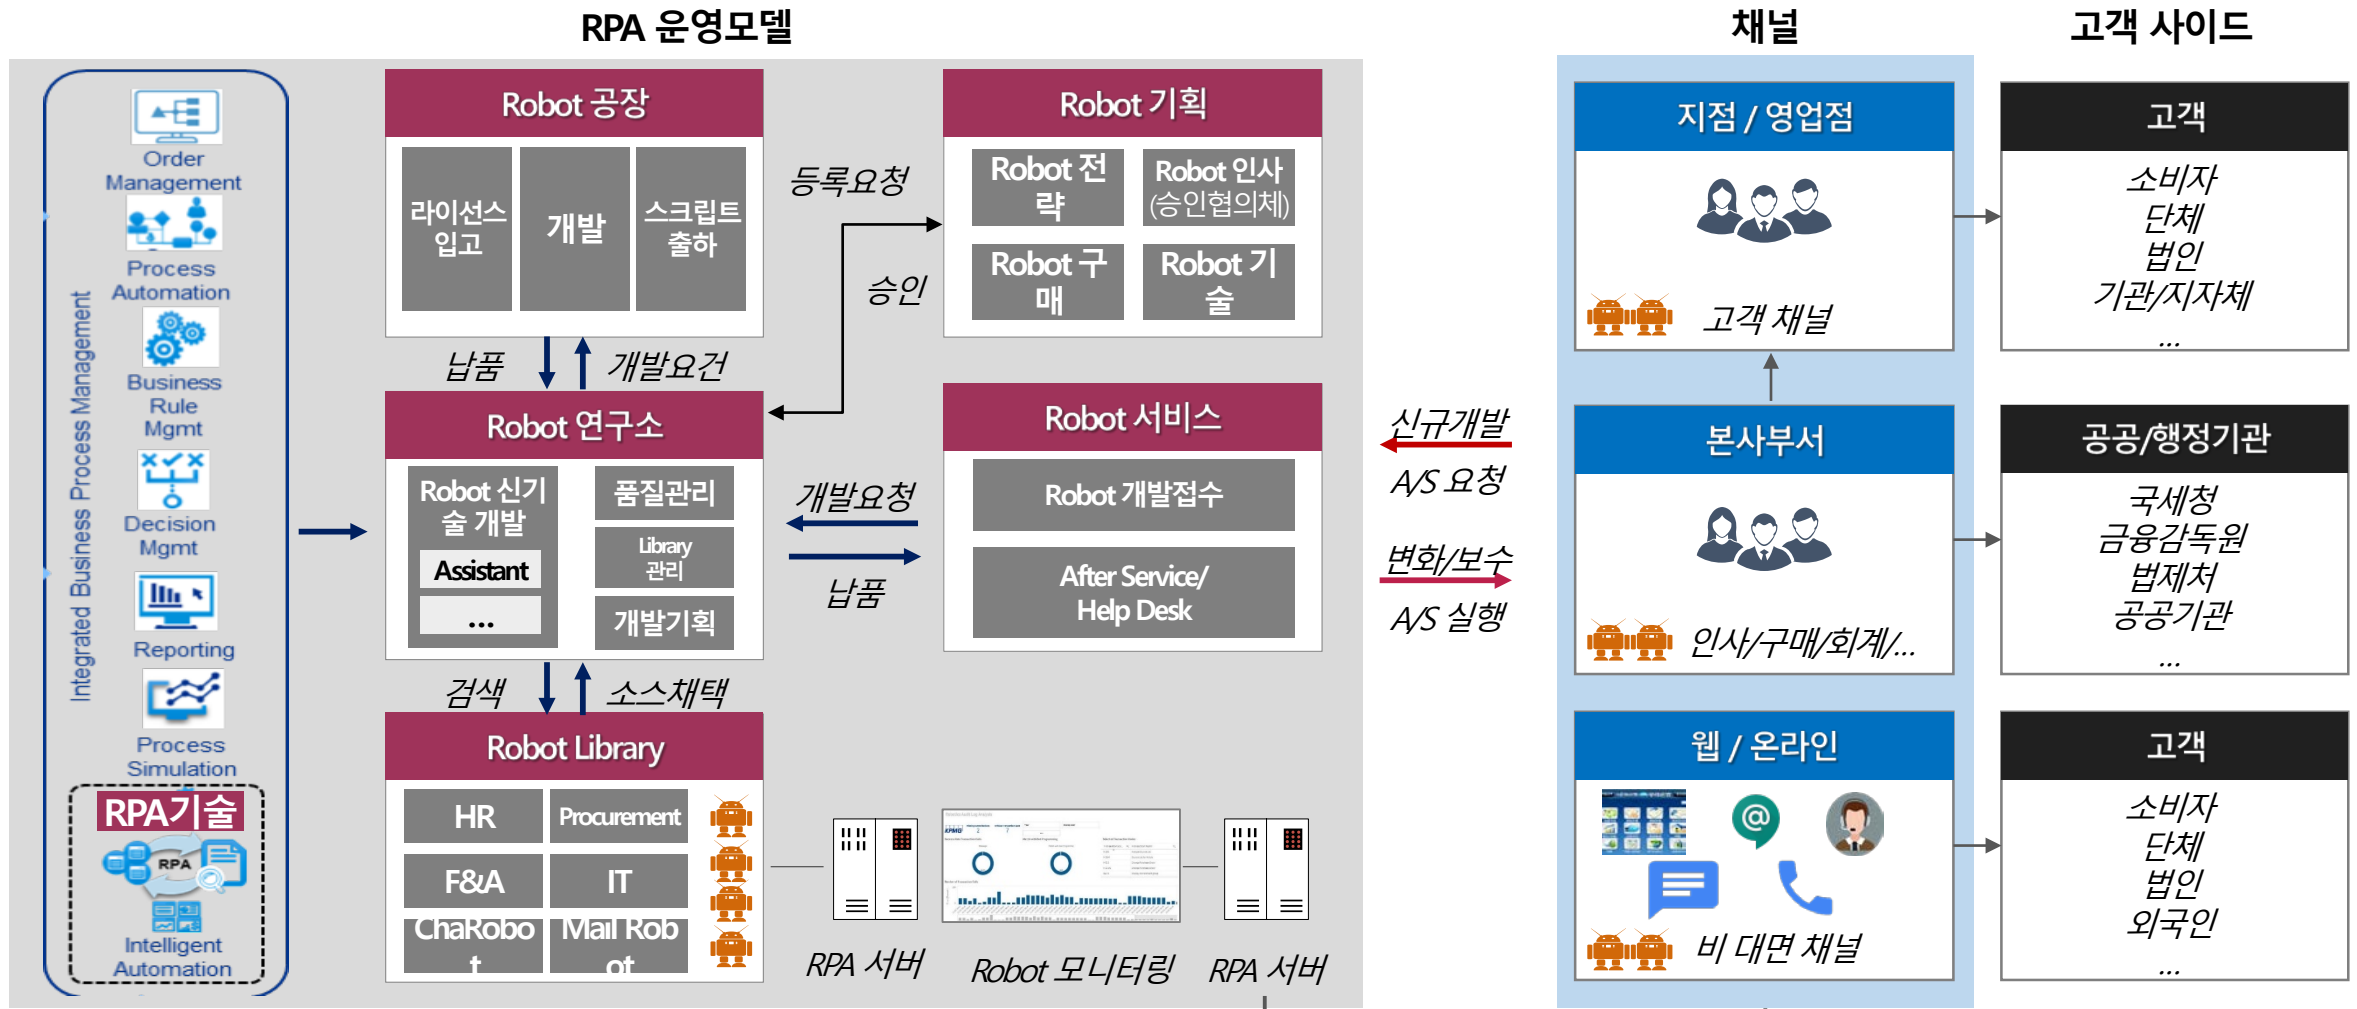 RPA 운영모델
채널
고객 사이드
Integrated Business Process Management
Order
Management
Process
Automation
Business
Rule
Mgmt
Decision
Mgmt
Reporting
Process
Simulation
RPA기술
RPA
Intelligent
Automation
Robot 공장
라이선스
입고
개발
스크립트
출하
납품
개발요건
Robot 연구소
Robot 신기
술 개발
Assistant
...
품질관리
Library
관리
개발기획
검색
소스채택
Robot Library
HR
Procurement
F&A
IT
ChaRobo
t
Mail Rob
ot
등록요청
승인
Robot 기획
Robot 전
략
Robot 인사
(승인협의체)
Robot 구
매
Robot 기
술
개발요청
납품
Robot 서비스
Robot 개발접수
After Service/
Help Desk
RPA 서버
KPMG
Robot 모니터링
RPA 서버
신규개발
A/S 요청
변화/보수
A/S 실행
지점 / 영업점
고객 채널
본사부서
인사/구매/회계/...
웹 / 온라인
@
비 대면 채널
고객
소비자
단체
법인
기관/지자체
...
공공/행정기관
국세청
금융감독원
법제처
공공기관
...
고객
소비자
단체
법인
외국인
...